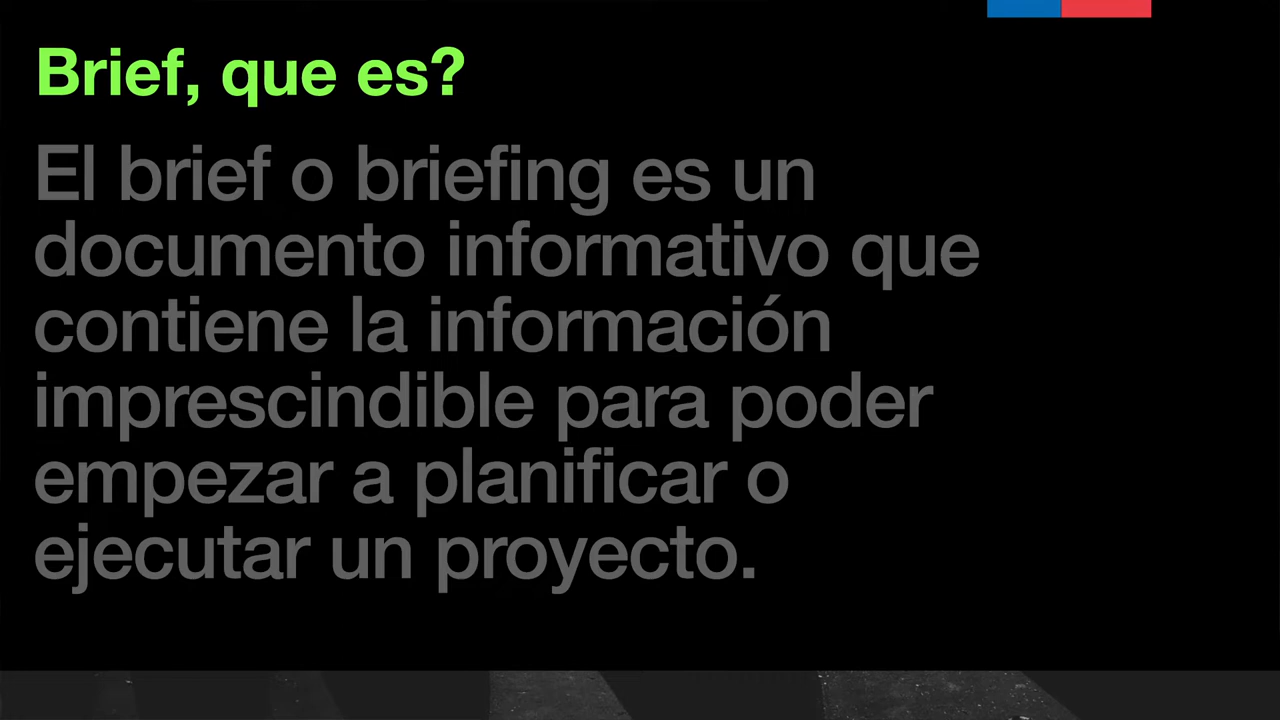 Brief, que es?
El brief o briefing es un
documento informativo que
contiene la información
imprescindible para poder
empezar a planificar o
ejecutar un proyecto.